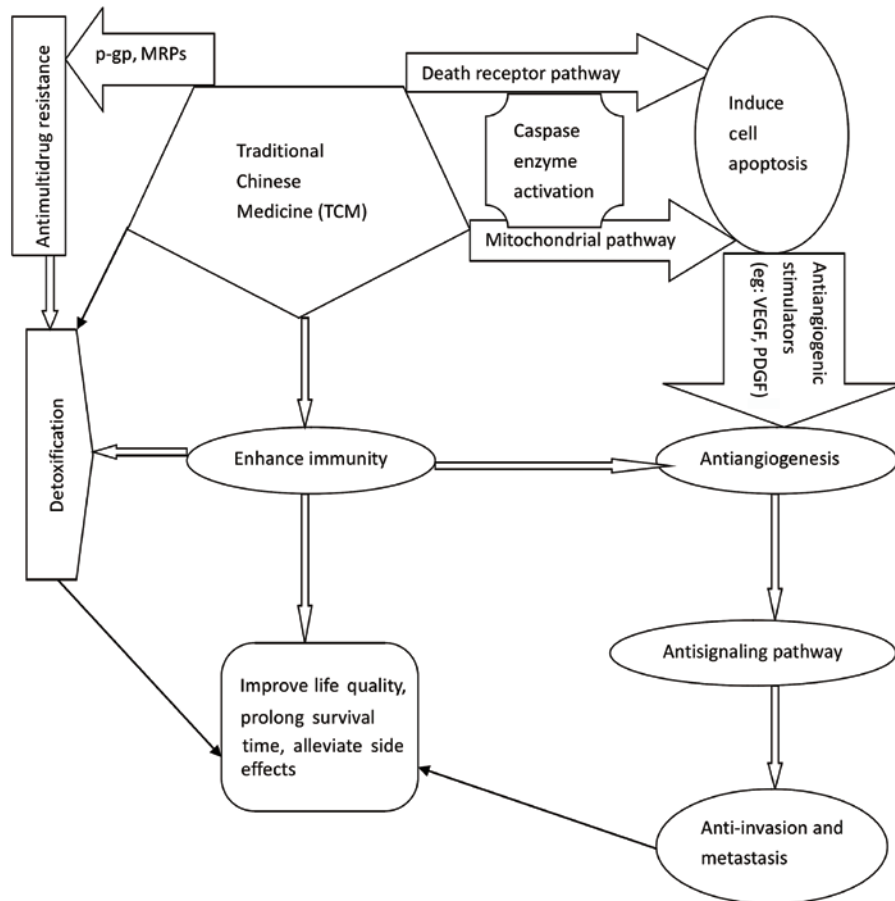 p-gp, MRPs
Antimultidrug resistance
Traditional
Chinese
Medicine (TCM)
Death receptor pathway
Caspase
enzyme
activation
Mitochondrial pathway
Induce
cell
apoptosis
Antiangiogenic
stimulators
(eg: VEGF, PDGF)
Detoxification
Enhance immunity
Antiangiogenesis
Antisignaling pathway
Improve life quality,
prolong survival
time, alleviate side
effects
Anti-invasion and
metastasis